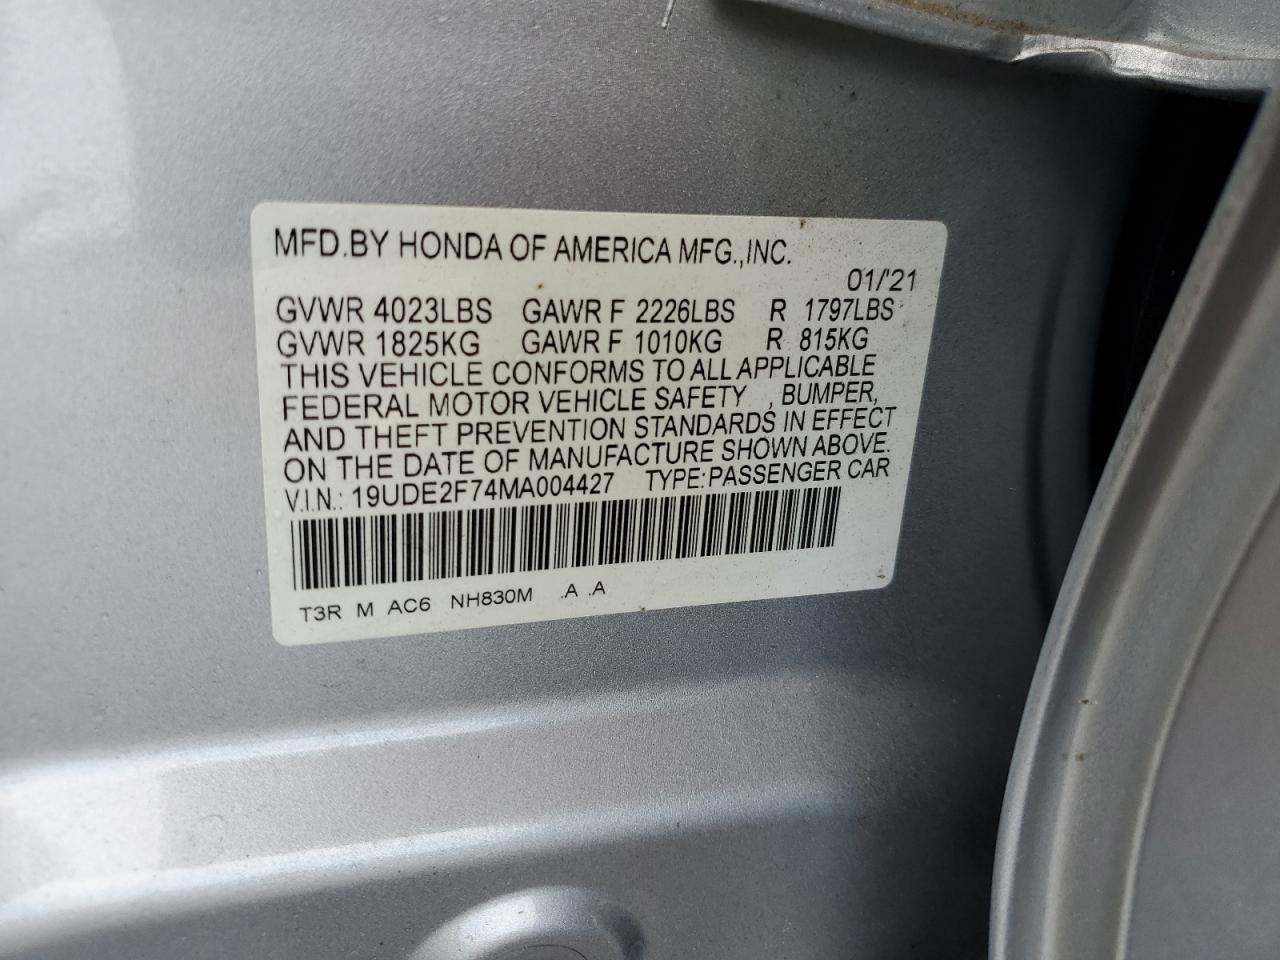 MFD.BY HONDA OF AMERICA MFG.,INC.
01/'21
GVWR 4023LBS GAWR F 2226LBS R 1797LBS
GVWR 1825KG GAWR F 1010KG R 815KG
THIS VEHICLE CONFORMS TO ALL APPLICABLE
FEDERAL MOTOR VEHICLE SAFETY , BUMPER,
AND THEFT PREVENTION STANDARDS IN EFFECT
ON THE DATE OF MANUFACTURE SHOWN ABOVE.
V.I.N.: 19UDE2F74MA004427 TYPE:PASSENGER CAR
T3R M AC6 NH830M .A .A